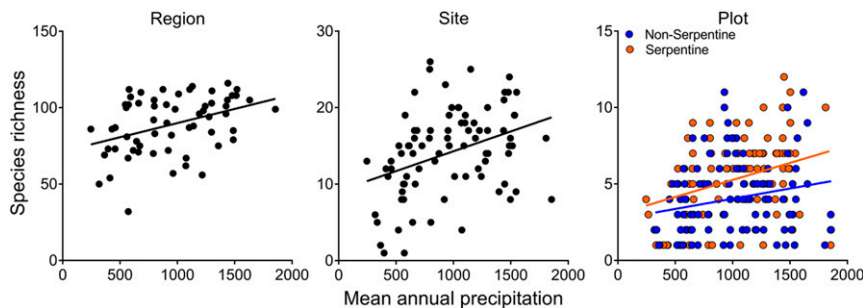 Region
Site
Plot
Species richness
150
100
50
0
0 500 1000 1500 2000
30
20
10
0
0 500 1000 1500 2000
15
10
5
0
0 500 1000 1500 2000
Non-Serpentine
Serpentine
Mean annual precipitation